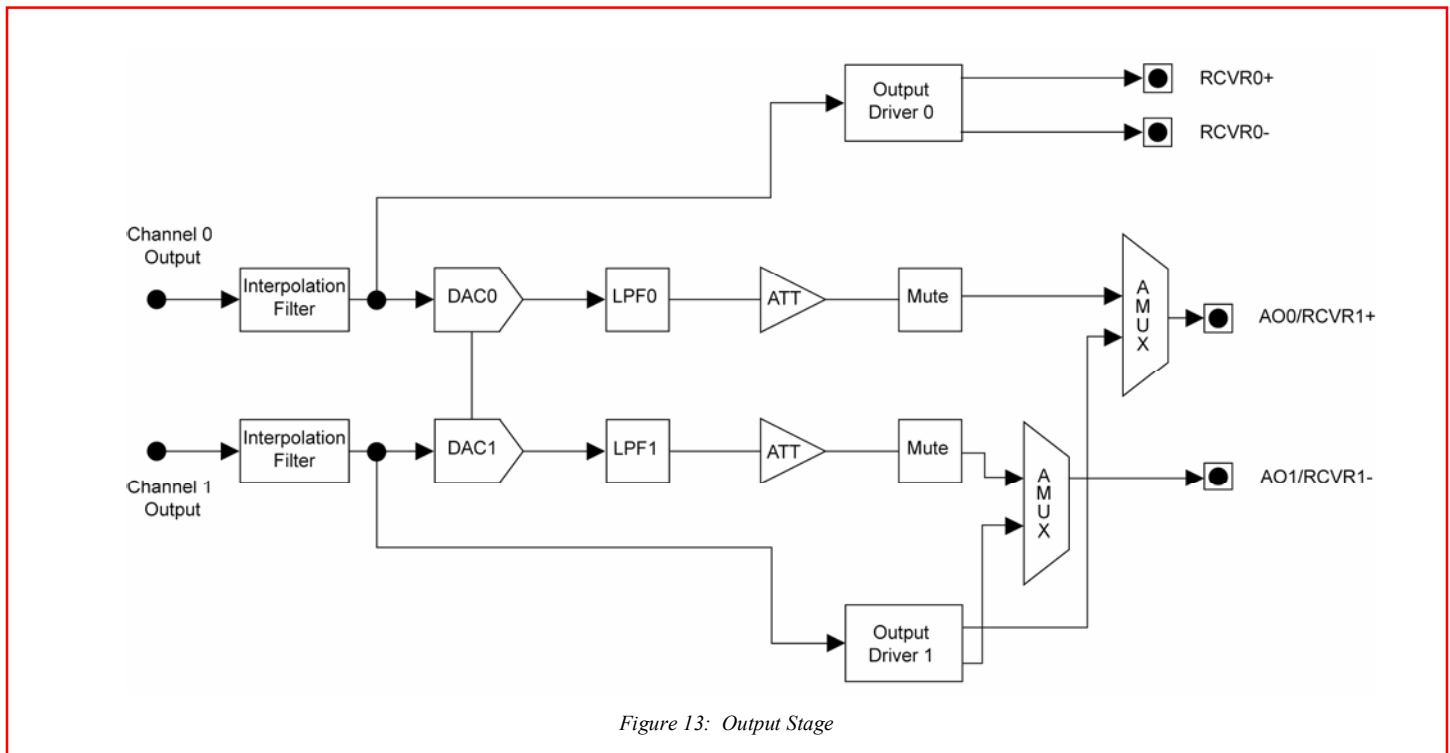 Output
Driver 0
RCVR0+
RCVR0-
Channel 0
Output
Interpolation
Filter
DAC0
LPF0
ATT
Mute
A
M
U
X
AO0/RCVR1+
Interpolation
Filter
DAC1
LPF1
ATT
Mute
A
M
U
X
AO1/RCVR1-
Channel 1
Output
Output
Driver 1
Figure 13: Output Stage